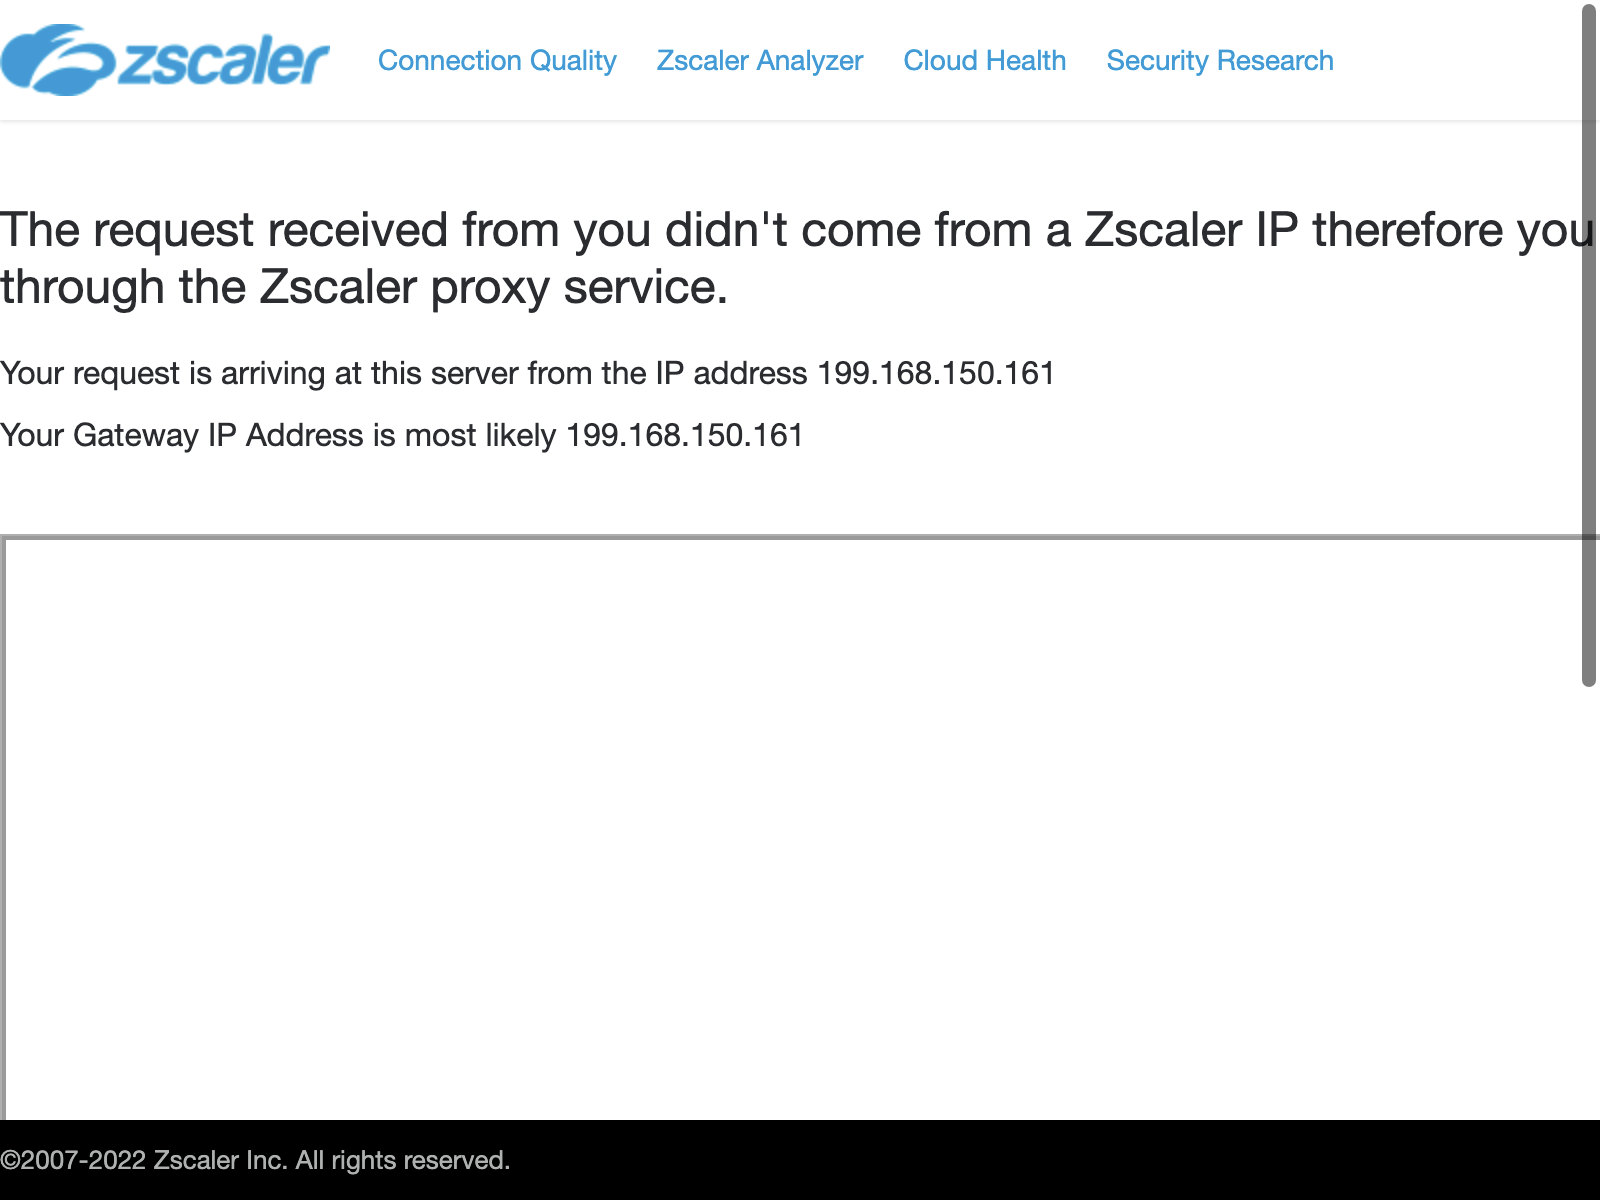 zscaler
Connection Quality Zscaler Analyzer Cloud Health Security Research
The request received from you didn't come from a Zscaler IP therefore you
through the Zscaler proxy service.
Your request is arriving at this server from the IP address 199.168.150.161
Your Gateway IP Address is most likely 199.168.150.161
©2007-2022 Zscaler Inc. All rights reserved.